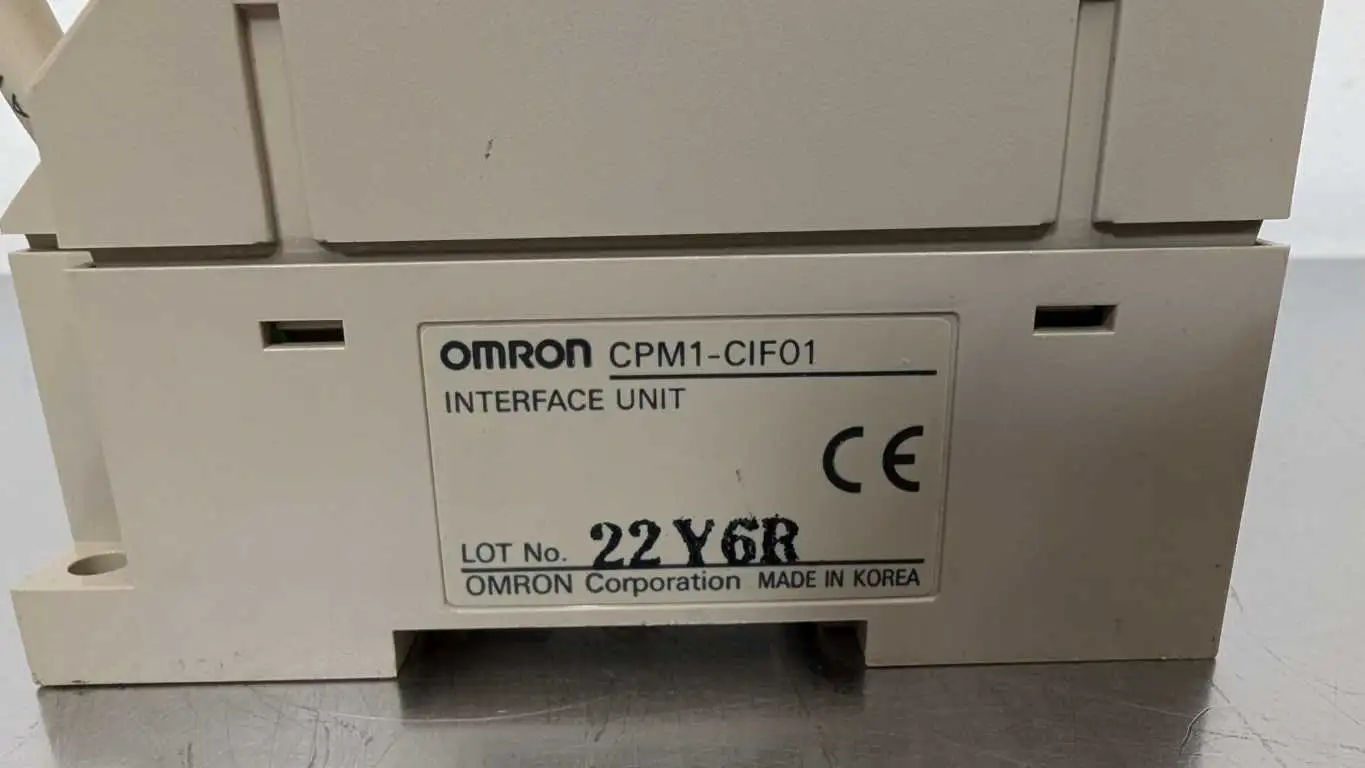 OMRON CPM1-CIF01
INTERFACE UNIT
CE
LOT No. 22Y6R
OMRON Corporation MADE IN KOREA